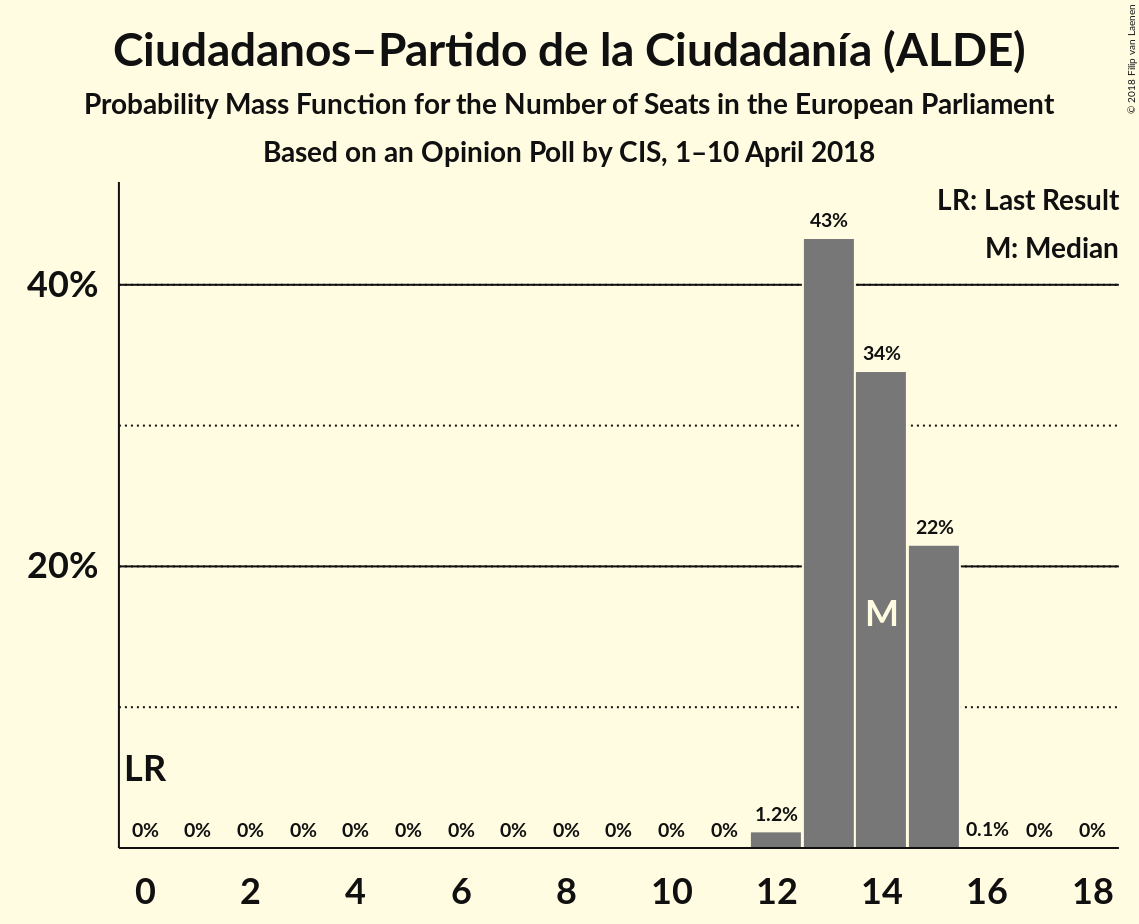 Ciudadanos–Partido de la Ciudadanía (ALDE)
Probability Mass Function for the Number of Seats in the European Parliament
Based on an Opinion Poll by CIS, 1–10 April 2018
© 2018 Filip van Laenen
LR: Last Result
M: Median
43%
40%
34%
22%
20%
M
LR
1.2%
0% 0% 0% 0% 0% 0% 0% 0% 0% 0% 0% 0% 0.1% 0% 0%
0 2 4 6 8 10 12 14 16 18